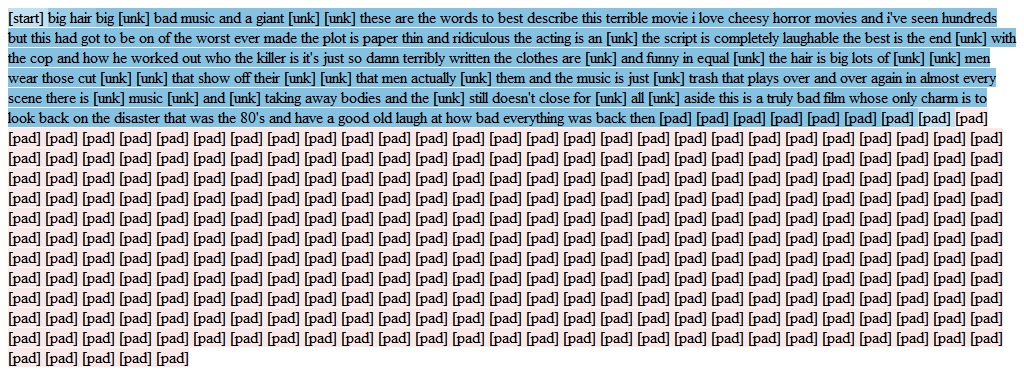 [start] big hair big [unk] bad music and a giant [unk] [unk] these are the words to best describe this terrible movie i love cheesy horror movies and i've seen hundreds
but this had got to be on of the worst ever made the plot is paper thin and ridiculous the acting is an [unk] the script is completely laughable the best is the end [unk] with
the cop and how he worked out who the killer is it's just so damn terribly written the clothes are [unk] and funny in equal [unk] the hair is big lots of [unk] [unk] men
wear those cut [unk] [unk] that show off their [unk] [unk] that men actually [unk] them and the music is just [unk] trash that plays over and over again in almost every
scene there is [unk] music [unk] and [unk] taking away bodies and the [unk] still doesn't close for [unk] all [unk] aside this is a truly bad film whose only charm is to
look back on the disaster that was the 80's and have a good old laugh at how bad everything was back then [pad] [pad] [pad] [pad] [pad] [pad] [pad] [pad] [pad]
[pad] [pad] [pad] [pad] [pad] [pad] [pad] [pad] [pad] [pad] [pad] [pad] [pad] [pad] [pad] [pad] [pad] [pad] [pad] [pad] [pad] [pad] [pad] [pad] [pad] [pad] [pad]
[pad] [pad] [pad] [pad] [pad] [pad] [pad] [pad] [pad] [pad] [pad] [pad] [pad] [pad] [pad] [pad] [pad] [pad] [pad] [pad] [pad] [pad] [pad] [pad] [pad] [pad] [pad]
[pad] [pad] [pad] [pad] [pad] [pad] [pad] [pad] [pad] [pad] [pad] [pad] [pad] [pad] [pad] [pad] [pad] [pad] [pad] [pad] [pad] [pad] [pad] [pad] [pad] [pad] [pad]
[pad] [pad] [pad] [pad] [pad] [pad] [pad] [pad] [pad] [pad] [pad] [pad] [pad] [pad] [pad] [pad] [pad] [pad] [pad] [pad] [pad] [pad] [pad] [pad] [pad] [pad] [pad]
[pad] [pad] [pad] [pad] [pad] [pad] [pad] [pad] [pad] [pad] [pad] [pad] [pad] [pad] [pad] [pad] [pad] [pad] [pad] [pad] [pad] [pad] [pad] [pad] [pad] [pad] [pad]
[pad] [pad] [pad] [pad] [pad] [pad] [pad] [pad] [pad] [pad] [pad] [pad] [pad] [pad] [pad] [pad] [pad] [pad] [pad] [pad] [pad] [pad] [pad] [pad] [pad] [pad] [pad]
[pad] [pad] [pad] [pad] [pad] [pad] [pad] [pad] [pad] [pad] [pad] [pad] [pad] [pad] [pad] [pad] [pad] [pad] [pad] [pad] [pad] [pad] [pad] [pad] [pad] [pad] [pad]
[pad] [pad] [pad] [pad] [pad] [pad] [pad] [pad] [pad] [pad] [pad] [pad] [pad] [pad] [pad] [pad] [pad] [pad] [pad] [pad] [pad] [pad] [pad] [pad] [pad] [pad] [pad]
[pad] [pad] [pad] [pad] [pad] [pad] [pad] [pad] [pad] [pad] [pad] [pad] [pad] [pad] [pad] [pad] [pad] [pad] [pad] [pad] [pad] [pad] [pad] [pad] [pad] [pad] [pad]
[pad] [pad] [pad] [pad] [pad] [pad] [pad] [pad] [pad] [pad] [pad] [pad] [pad] [pad] [pad] [pad] [pad] [pad] [pad] [pad] [pad] [pad] [pad] [pad] [pad] [pad] [pad]
[pad] [pad] [pad] [pad] [pad] [pad] [pad] [pad] [pad] [pad] [pad] [pad] [pad] [pad] [pad] [pad] [pad] [pad] [pad] [pad] [pad] [pad] [pad] [pad] [pad] [pad] [pad]
[pad] [pad] [pad] [pad] [pad]